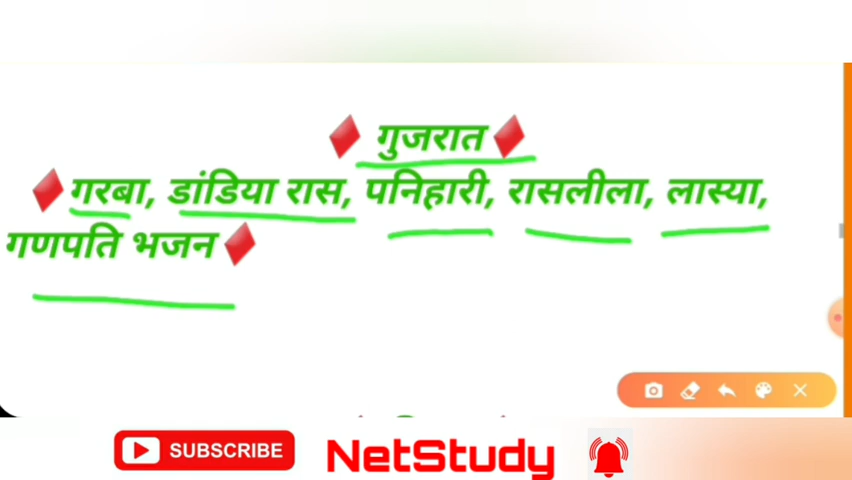 गुजरात
गरबा, डांडिया रास, पनिहारी, रासलीला, लास्या,
गणपति भजन
SUBSCRIBE NetStudy